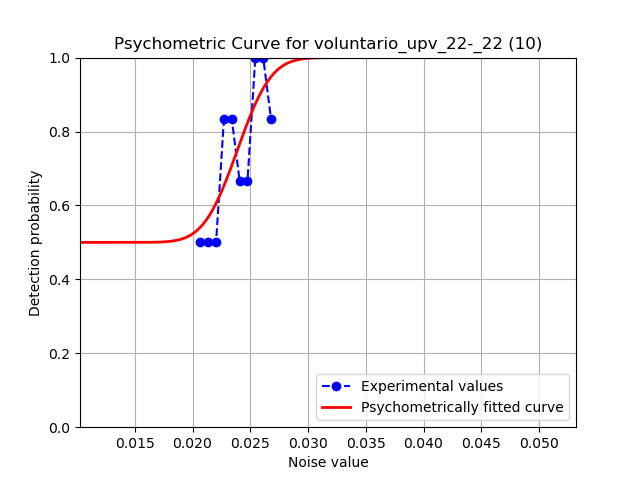 Psychometric Curve for voluntario_upv_22-_22 (10)
1.0
0.8
0.6
0.4
0.2
0.0
Detection probability
Experimental values
Psychometrically fitted curve
0.015 0.020 0.025 0.030 0.035 0.040 0.045 0.050
Noise value